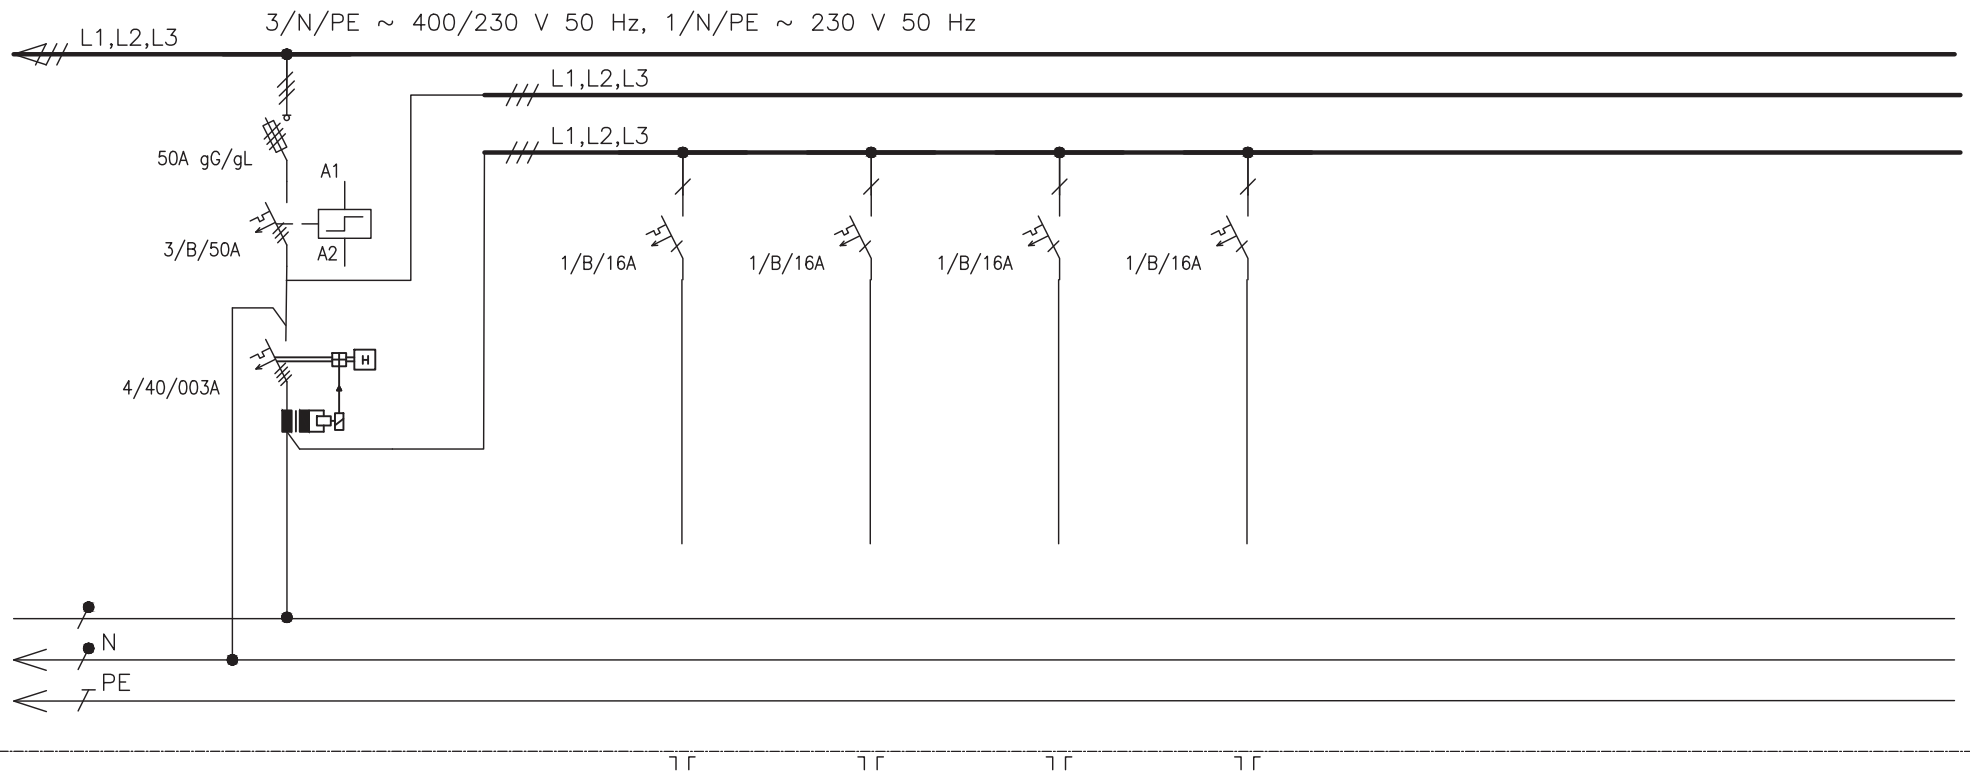 3/N/PE ~ 400/230 V 50 Hz, 1/N/PE ~ 230 V 50 Hz
L1,L2,L3
L1,L2,L3
L1,L2,L3
50A gG/gL
A1
3/B/50A
A2
1/B/16A
1/B/16A
1/B/16A
1/B/16A
H
4/40/003A
N
PE